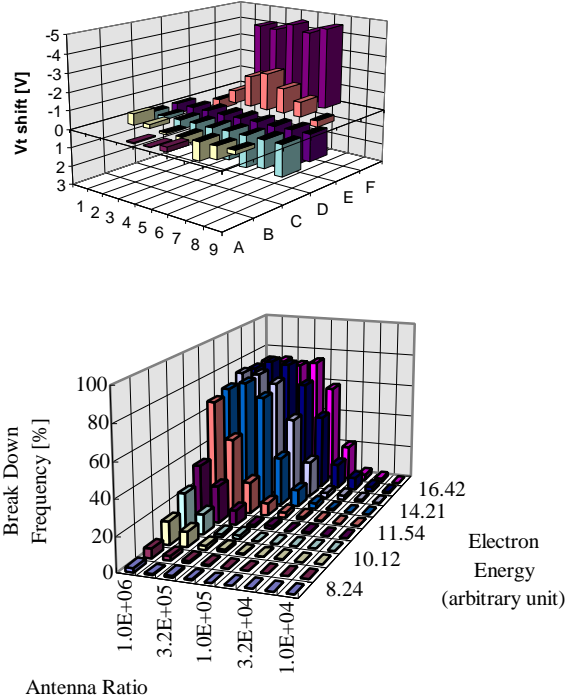 -5
-4
-3
-2
-1
0
1
2
3
Vt shift [V]
1 2 3 4 5 6 7 8 9
A B C D E F
100
80
60
40
20
0
Break Down
Frequency [%]
1.0E+06
3.2E+05
1.0E+05
3.2E+04
1.0E+04
Antenna Ratio
16.42
14.21
11.54
10.12
8.24
Electron
Energy
(arbitrary unit)